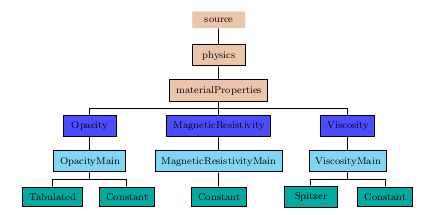 source
physics
materialProperties
Opacity MagneticResistivity Viscosity
OpacityMain MagneticResistivityMain ViscosityMain
Tabulated Constant Constant Spitzer Constant